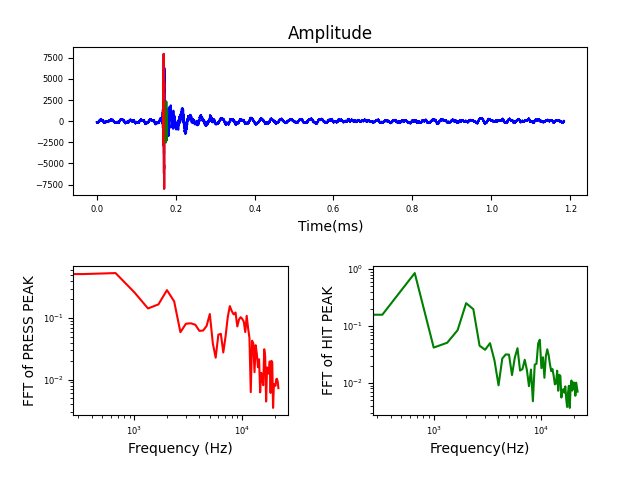 Amplitude
7500
5000
2500
0
−2500
−5000
−7500
0.0 0.2 0.4 0.6 0.8 1.0 1.2
Time(ms)
FFT of PRESS PEAK
10⁻¹
10⁻²
10³ 10⁴
Frequency (Hz)
FFT of HIT PEAK
10⁰
10⁻¹
10⁻²
10³ 10⁴
Frequency(Hz)